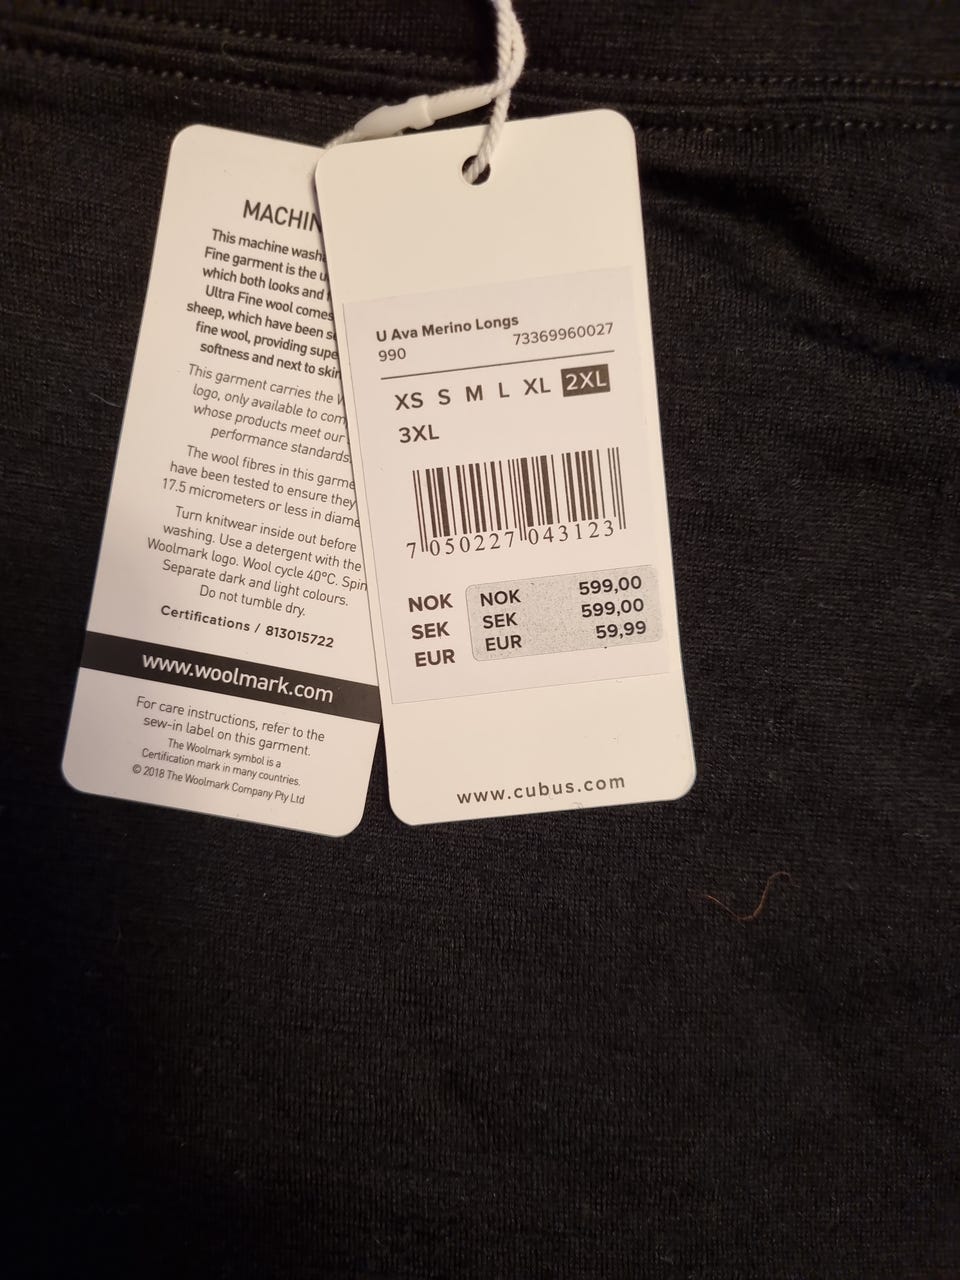 MACHIN
This machine wash
Fine garment is the u
which both looks and
Ultra Fine wool comes
sheep, which have been s
fine wool, providing supe
softness and next to skin
This garment carries the
logo, only available to com
whose products meet our
performance standards.
The wool fibres in this garme
have been tested to ensure they
17.5 micrometers or less in diame
Turn knitwear inside out before
washing. Use a detergent with the
Woolmark logo. Wool cycle 40°C. Spin
Separate dark and light colours.
Do not tumble dry.
Certifications / 813015722
www.woolmark.com
For care instructions, refer to the
sew-in label on this garment.
The Woolmark symbol is a
Certification mark in many countries.
© 2018 The Woolmark Company Pty Ltd
U Ava Merino Longs
990 73369960027
XS S M L XL 2XL
3XL
7 050227 043123
NOK NOK 599,00
SEK SEK 599,00
EUR EUR 59,99
www.cubus.com